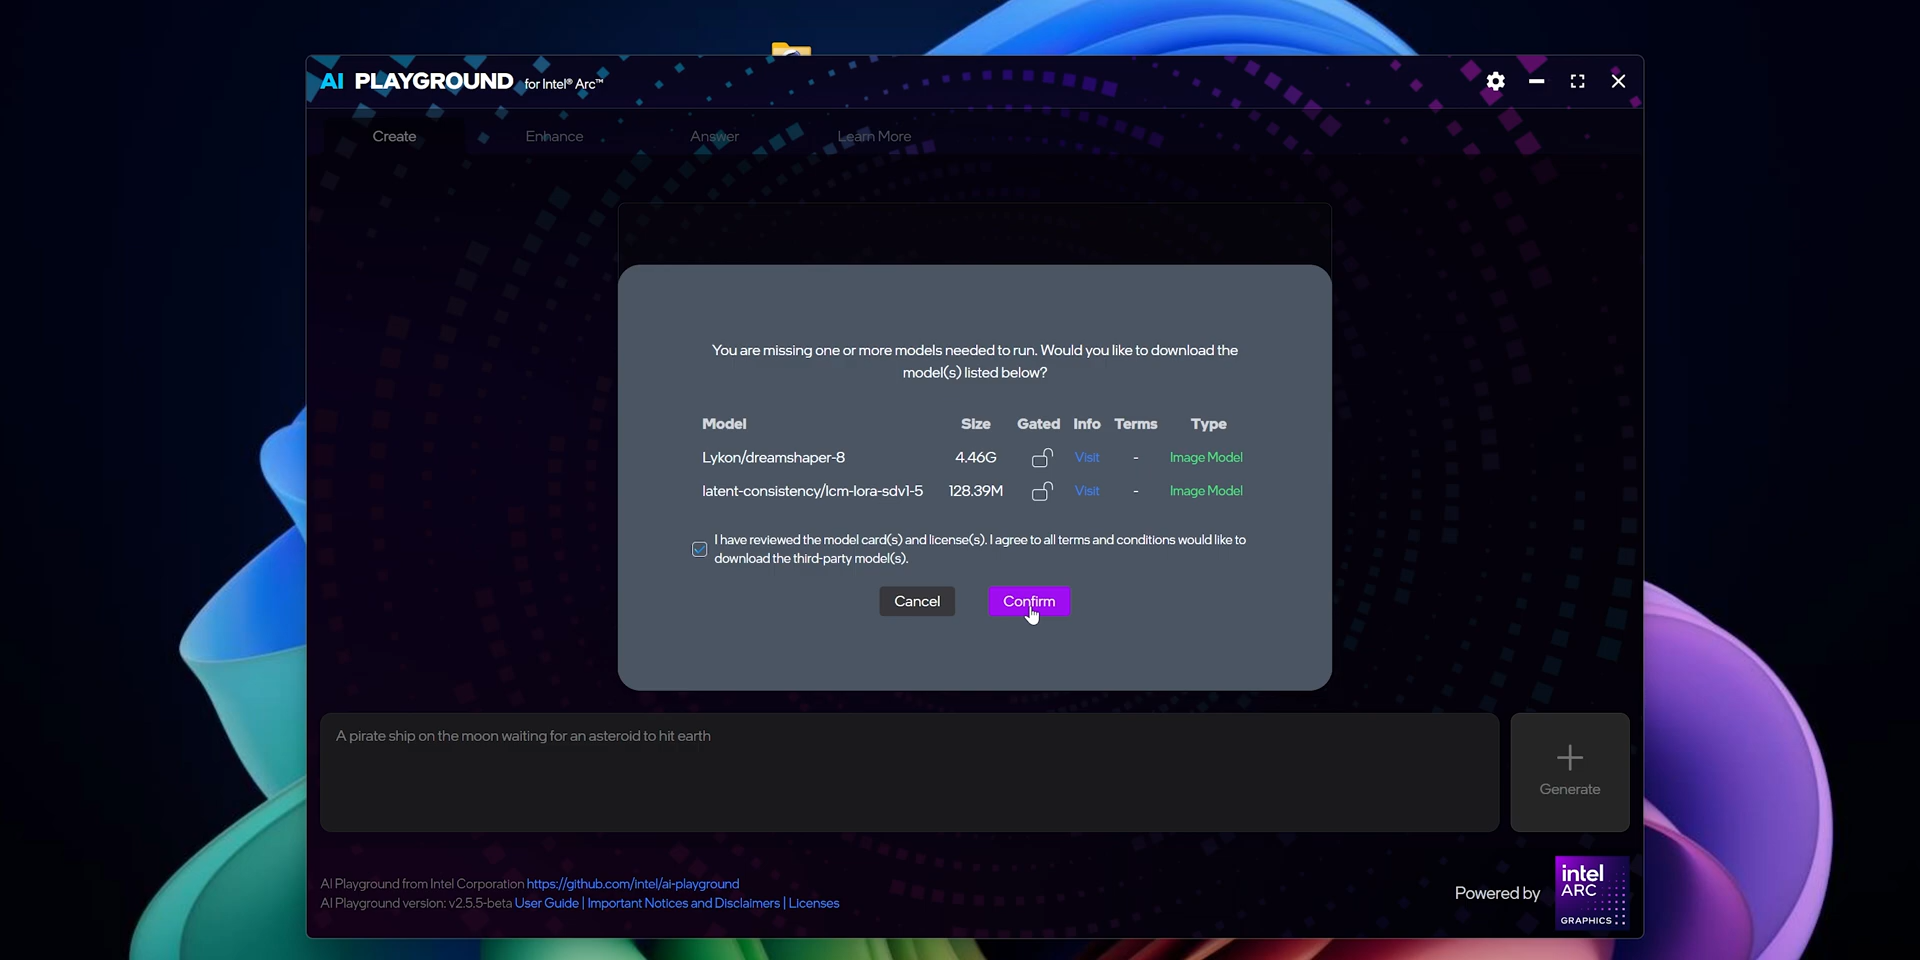 AI PLAYGROUND for Intel® Arc™
Create Enhance Answer Learn More
You are missing one or more models needed to run. Would you like to download the
model(s) listed below?
Model Size Gated Info Terms Type
Lykon/dreamshaper-8 4.46G Visit - Image Model
latent-consistency/lcm-lora-sdv1-5 128.39M Visit - Image Model
I have reviewed the model card(s) and license(s). I agree to all terms and conditions would like to
download the third-party model(s).
Cancel Confirm
A pirate ship on the moon waiting for an asteroid to hit earth
Generate
AI Playground from Intel Corporation https://github.com/intel/ai-playground
AI Playground version: v2.5.5-beta User Guide | Important Notices and Disclaimers | Licenses
Powered by
intel
ARC
GRAPHICS